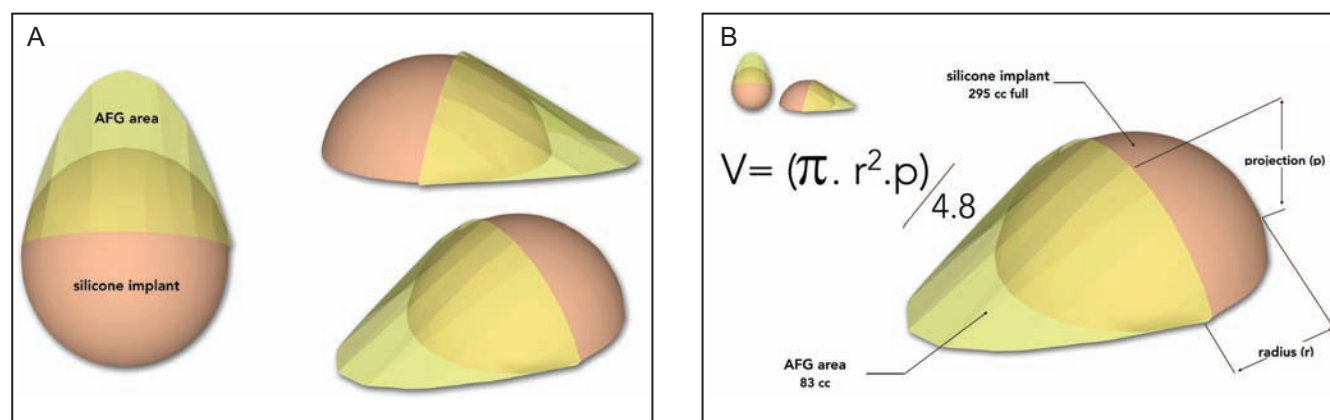 A
AFG area
silicone implant
B
silicone implant
295 cc full
projection (p)
V= (π. r².p)/4.8
radius (r)
AFG area
83 cc